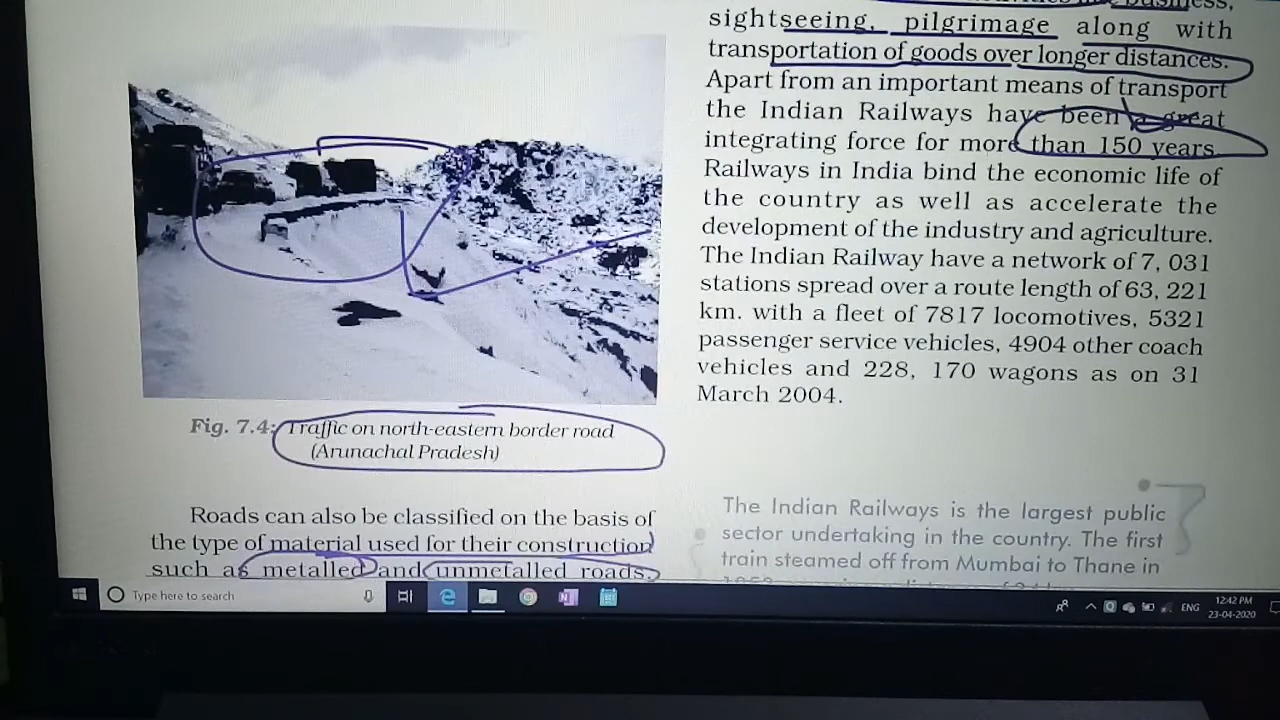 Fig. 7.4: Traffic on north-eastern border road
(Arunachal Pradesh)
Roads can also be classified on the basis of
the type of material used for their construction
such as metalled and unmetalled roads.
sightseeing, pilgrimage along with
transportation of goods over longer distances.
Apart from an important means of transport
the Indian Railways have been a great
integrating force for more than 150 years.
Railways in India bind the economic life of
the country as well as accelerate the
development of the industry and agriculture.
The Indian Railway have a network of 7, 031
stations spread over a route length of 63, 221
km. with a fleet of 7817 locomotives, 5321
passenger service vehicles, 4904 other coach
vehicles and 228, 170 wagons as on 31
March 2004.
The Indian Railways is the largest public
sector undertaking in the country. The first
train steamed off from Mumbai to Thane in
Type here to search
ENG
12:42 PM
23-04-2020